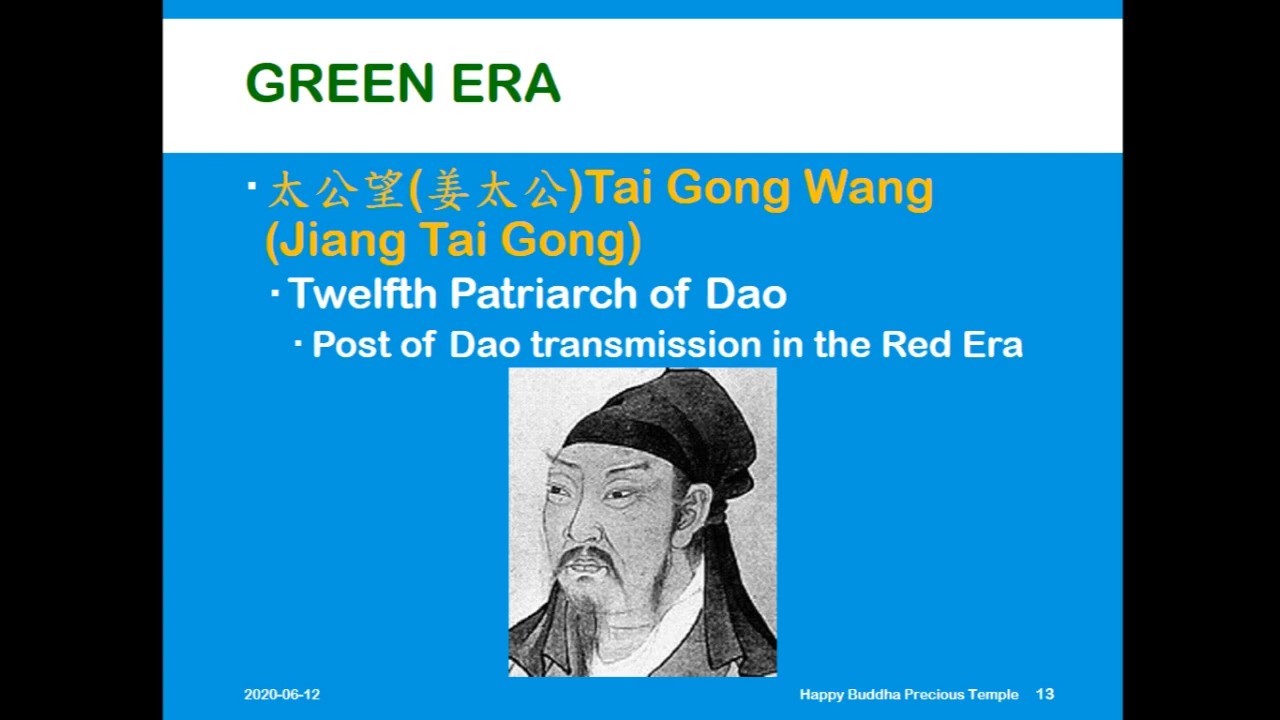 GREEN ERA
▪ 太公望(姜太公)Tai Gong Wang
(Jiang Tai Gong)
▪ Twelfth Patriarch of Dao
▪ Post of Dao transmission in the Red Era
2020-06-12
Happy Buddha Precious Temple 13